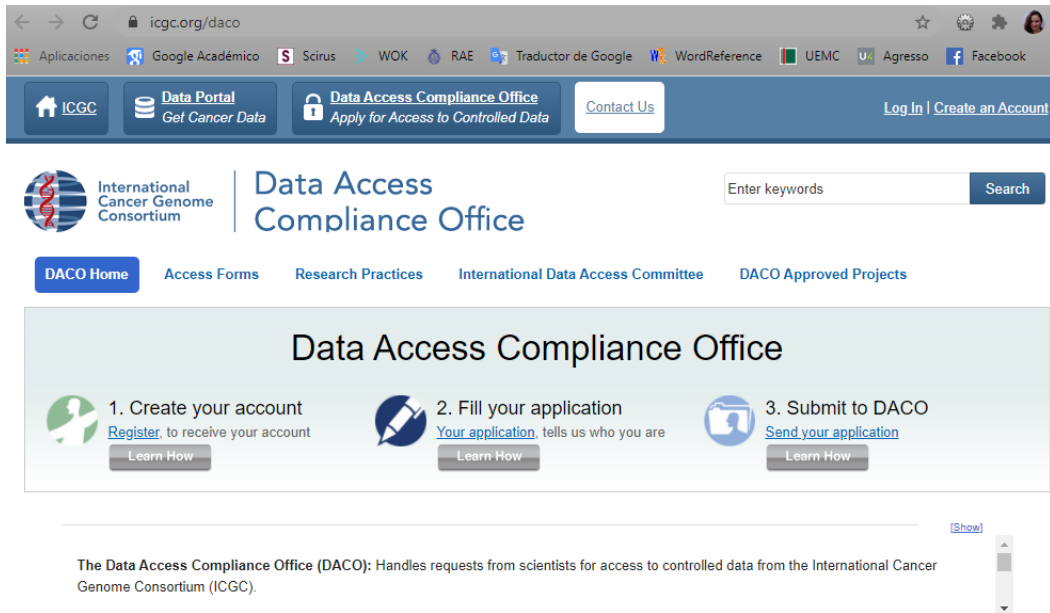 icgc.org/daco
Aplicaciones Google Académico S Scirus WOK RAE Traductor de Google WordReference UEMC Agresso Facebook
ICGC
Data Portal
Get Cancer Data
Data Access Compliance Office
Apply for Access to Controlled Data
Contact Us
Log In | Create an Account
International
Cancer Genome
Consortium
Data Access
Compliance Office
Enter keywords
Search
DACO Home Access Forms Research Practices International Data Access Committee DACO Approved Projects
Data Access Compliance Office
1. Create your account
Register, to receive your account
Learn How
2. Fill your application
Your application, tells us who you are
Learn How
3. Submit to DACO
Send your application
Learn How
[Show]
The Data Access Compliance Office (DACO): Handles requests from scientists for access to controlled data from the International Cancer
Genome Consortium (ICGC).